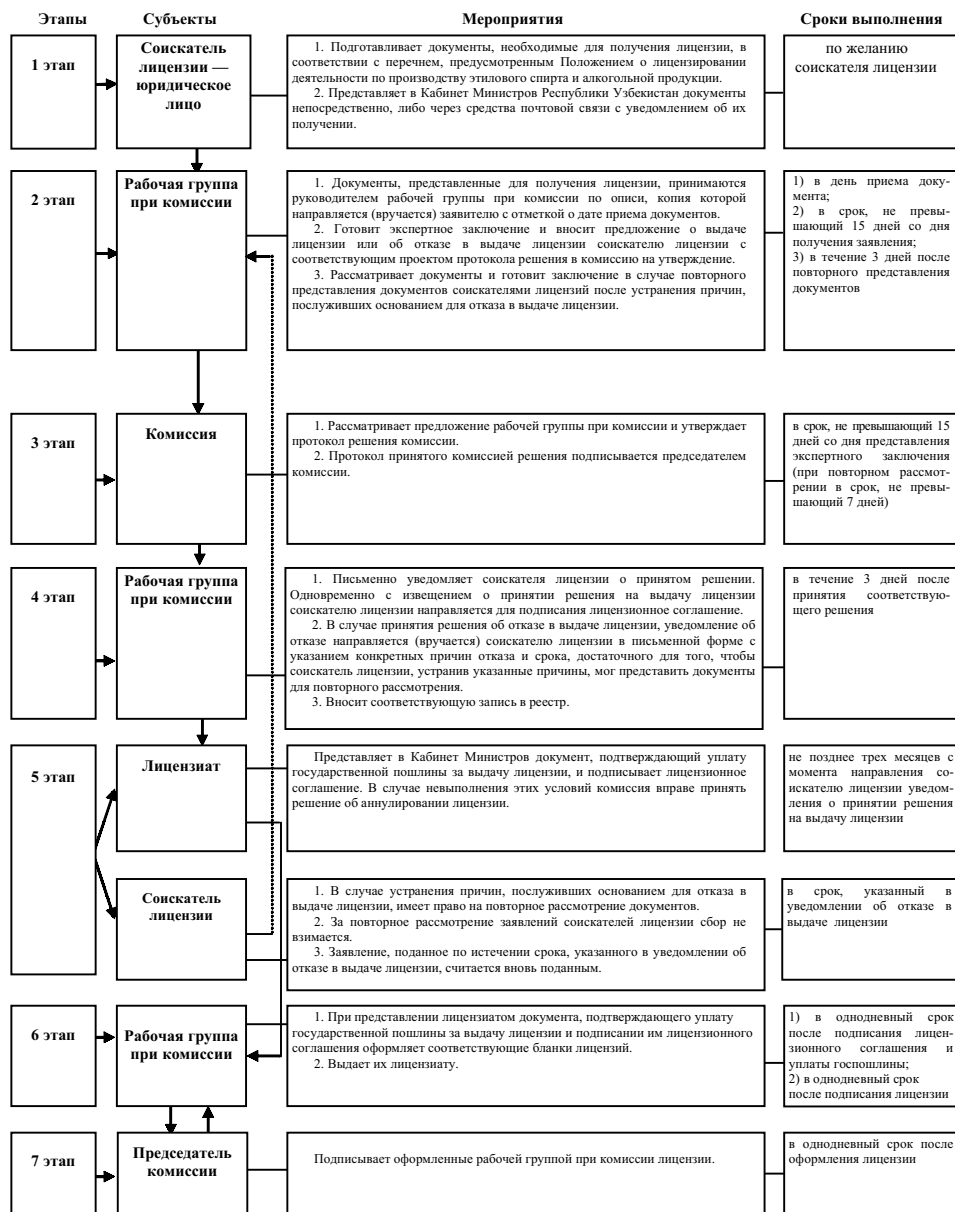 Этапы Субъекты Мероприятия Сроки выполнения
1 этап
Соискатель
лицензии —
юридическое
лицо
1. Подготавливает документы, необходимые для получения лицензии, в
соответствии с перечнем, предусмотренным Положением о лицензировании
деятельности по производству этилового спирта и алкогольной продукции.
2. Представляет в Кабинет Министров Республики Узбекистан документы
непосредственно, либо через средства почтовой связи с уведомлением об их
получении.
по желанию
соискателя лицензии
2 этап
Рабочая группа
при комиссии
1. Документы, представленные для получения лицензии, принимаются
руководителем рабочей группы при комиссии по описи, копия которой
направляется (вручается) заявителю с отметкой о дате приема документов.
2. Готовит экспертное заключение и вносит предложение о выдаче
лицензии или об отказе в выдаче лицензии соискателю лицензии с
соответствующим проектом протокола решения в комиссию на утверждение.
3. Рассматривает документы и готовит заключение в случае повторного
представления документов соискателями лицензий после устранения причин,
послуживших основанием для отказа в выдаче лицензии.
1) в день приема доку-
мента;
2) в срок, не превы-
шающий 15 дней со дня
получения заявления;
3) в течение 3 дней после
повторного представления
документов
3 этап
Комиссия
1. Рассматривает предложение рабочей группы при комиссии и утверждает
протокол решения комиссии.
2. Протокол принятого комиссией решения подписывается председателем
комиссии.
в срок, не превышающий 15
дней со дня представления
экспертного заключения
(при повторном рассмот-
рении в срок, не превы-
шающий 7 дней)
4 этап
Рабочая группа
при комиссии
1. Письменно уведомляет соискателя лицензии о принятом решении.
Одновременно с извещением о принятии решения на выдачу лицензии
соискателю лицензии направляется для подписания лицензионное соглашение.
2. В случае принятия решения об отказе в выдаче лицензии, уведомление об
отказе направляется (вручается) соискателю лицензии в письменной форме с
указанием конкретных причин отказа и срока, достаточного для того, чтобы
соискатель лицензии, устранив указанные причины, мог представить документы
для повторного рассмотрения.
3. Вносит соответствующую запись в реестр.
в течение 3 дней после
принятия соответствую-
щего решения
5 этап
Лицензиат
Представляет в Кабинет Министров документ, подтверждающий уплату
государственной пошлины за выдачу лицензии, и подписывает лицензионное
соглашение. В случае невыполнения этих условий комиссия вправе принять
решение об аннулировании лицензии.
не позднее трех месяцев с
момента направления со-
искателю лицензии уведом-
ления о принятии решения
на выдачу лицензии
Соискатель
лицензии
1. В случае устранения причин, послуживших основанием для отказа в
выдаче лицензии, имеет право на повторное рассмотрение документов.
2. За повторное рассмотрение заявлений соискателей лицензии сбор не
взимается.
3. Заявление, поданное по истечении срока, указанного в уведомлении об
отказе в выдаче лицензии, считается вновь поданным.
в срок, указанный в
уведомлении об отказе в
выдаче лицензии
6 этап
Рабочая группа
при комиссии
1. При представлении лицензиатом документа, подтверждающего уплату
государственной пошлины за выдачу лицензии и подписании им лицензионного
соглашения оформляет соответствующие бланки лицензий.
2. Выдает их лицензиату.
1) в однодневный срок
после подписания лицен-
зионного соглашения и
уплаты госпошлины;
2) в однодневный срок
после подписания лицензии
7 этап
Председатель
комиссии
Подписывает оформленные рабочей группой при комиссии лицензии.
в однодневный срок после
оформления лицензии